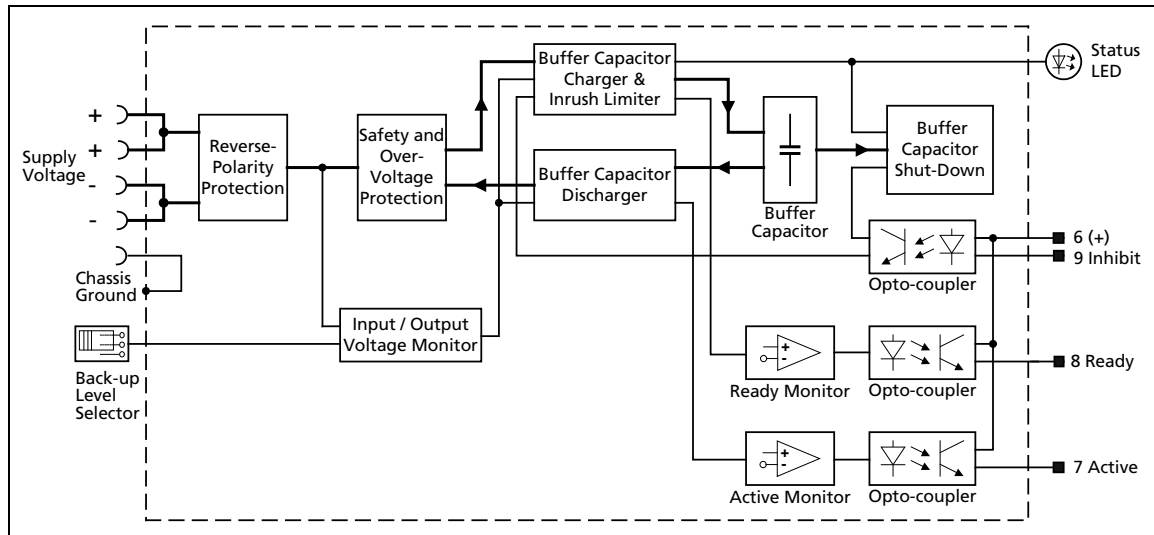 Buffer Capacitor
Charger &
Inrush Limiter
Status
LED
+
+
-
-
Supply
Voltage
Reverse-
Polarity
Protection
Safety and
Over-
Voltage
Protection
Buffer Capacitor
Discharger
Buffer
Capacitor
Buffer
Capacitor
Shut-Down
6 (+)
9 Inhibit
Opto-coupler
Chassis
Ground
Input / Output
Voltage Monitor
Back-up
Level
Selector
+
-
Ready Monitor
Opto-coupler
8 Ready
+
-
Active Monitor
Opto-coupler
7 Active